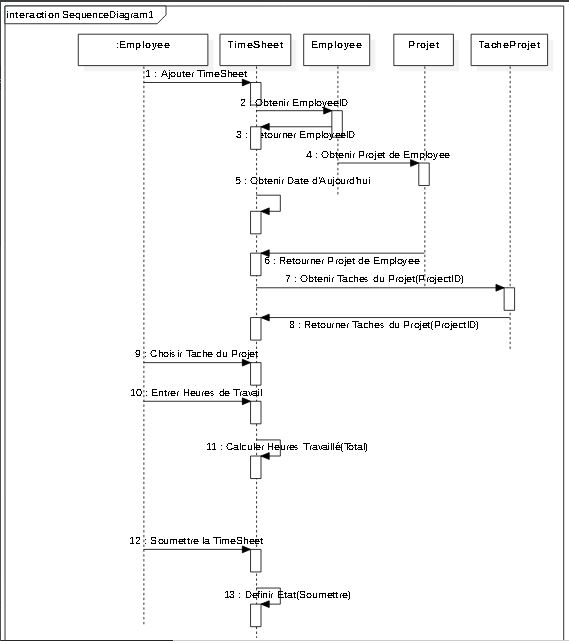 interaction SequenceDiagram1
:Employee
TimeSheet
Employee
Projet
TacheProjet
1 : Ajouter TimeSheet
2 : Obtenir EmployeeID
3 : Retourner EmployeeID
4 : Obtenir Projet de Employee
5 : Obtenir Date d'Aujourd'hui
6 : Retourner Projet de Employee
7 : Obtenir Taches du Projet(ProjectID)
8 : Retourner Taches du Projet(ProjectID)
9 : Choisir Tache du Projet
10 : Entrer Heures de Travail
11 : Calculer Heures Travaillé(Total)
12 : Soumettre la TimeSheet
13 : Definir Etat(Soumettre)